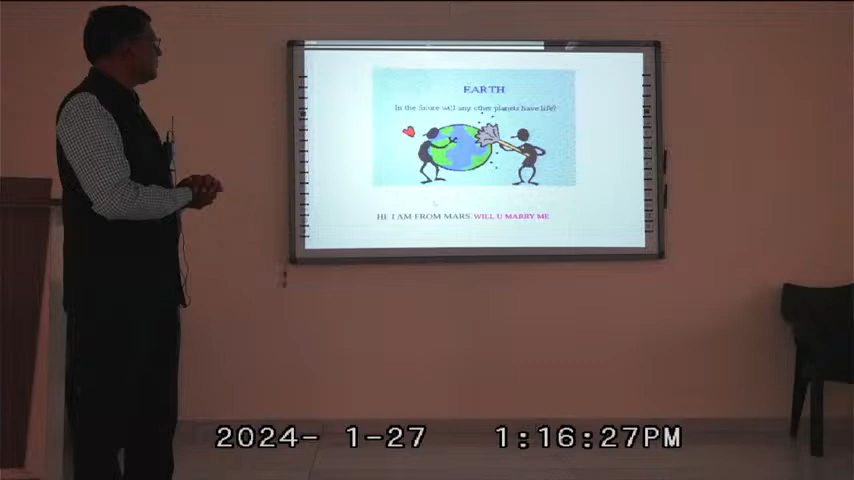 EARTH
In the future will any other planets have life?
HI I AM FROM MARS WILL U MARRY ME
2024- 1-27 1:16:27PM